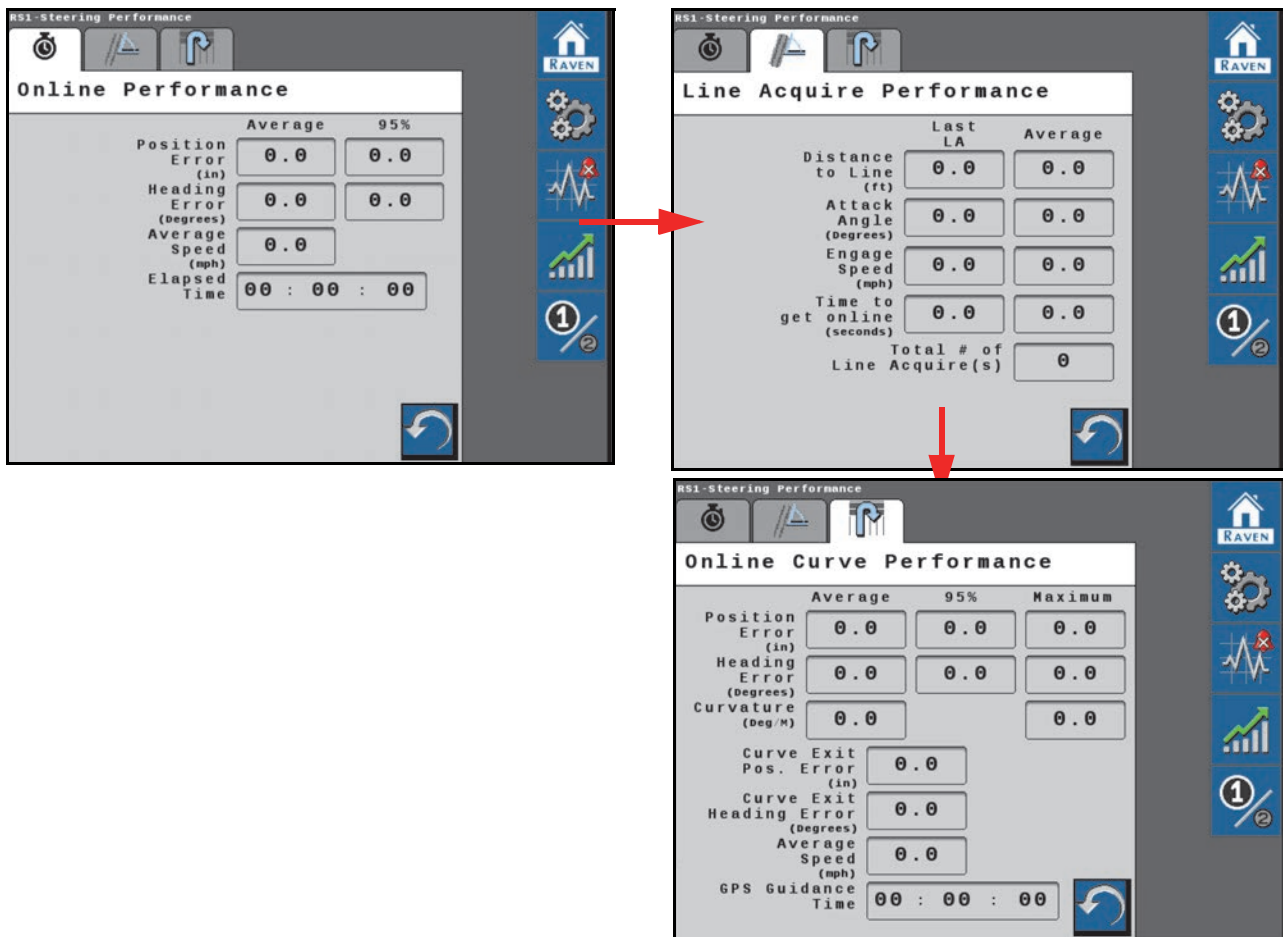 RS1-Steering Performance
RAVEN
Online Performance
Average 95%
Position
Error 0.0 0.0
(in)
Heading
Error 0.0 0.0
(Degrees)
Average
Speed 0.0
(mph)
Elapsed
Time 00 : 00 : 00
1/2
RS1-Steering Performance
RAVEN
Line Acquire Performance
Last
LA Average
Distance
to Line 0.0 0.0
(ft)
Attack
Angle 0.0 0.0
(Degrees)
Engage
Speed 0.0 0.0
(mph)
Time to
get online 0.0 0.0
(seconds)
Total # of
Line Acquire(s) 0
1/2
RS1-Steering Performance
RAVEN
Online Curve Performance
Average 95% Maximum
Position
Error 0.0 0.0 0.0
(in)
Heading
Error 0.0 0.0 0.0
(Degrees)
Curvature
(Deg/M) 0.0 0.0
Curve Exit
Pos. Error 0.0
(in)
Curve Exit
Heading Error 0.0
(Degrees)
Average
Speed 0.0
(mph)
GPS Guidance
Time 00 : 00 : 00
1/2